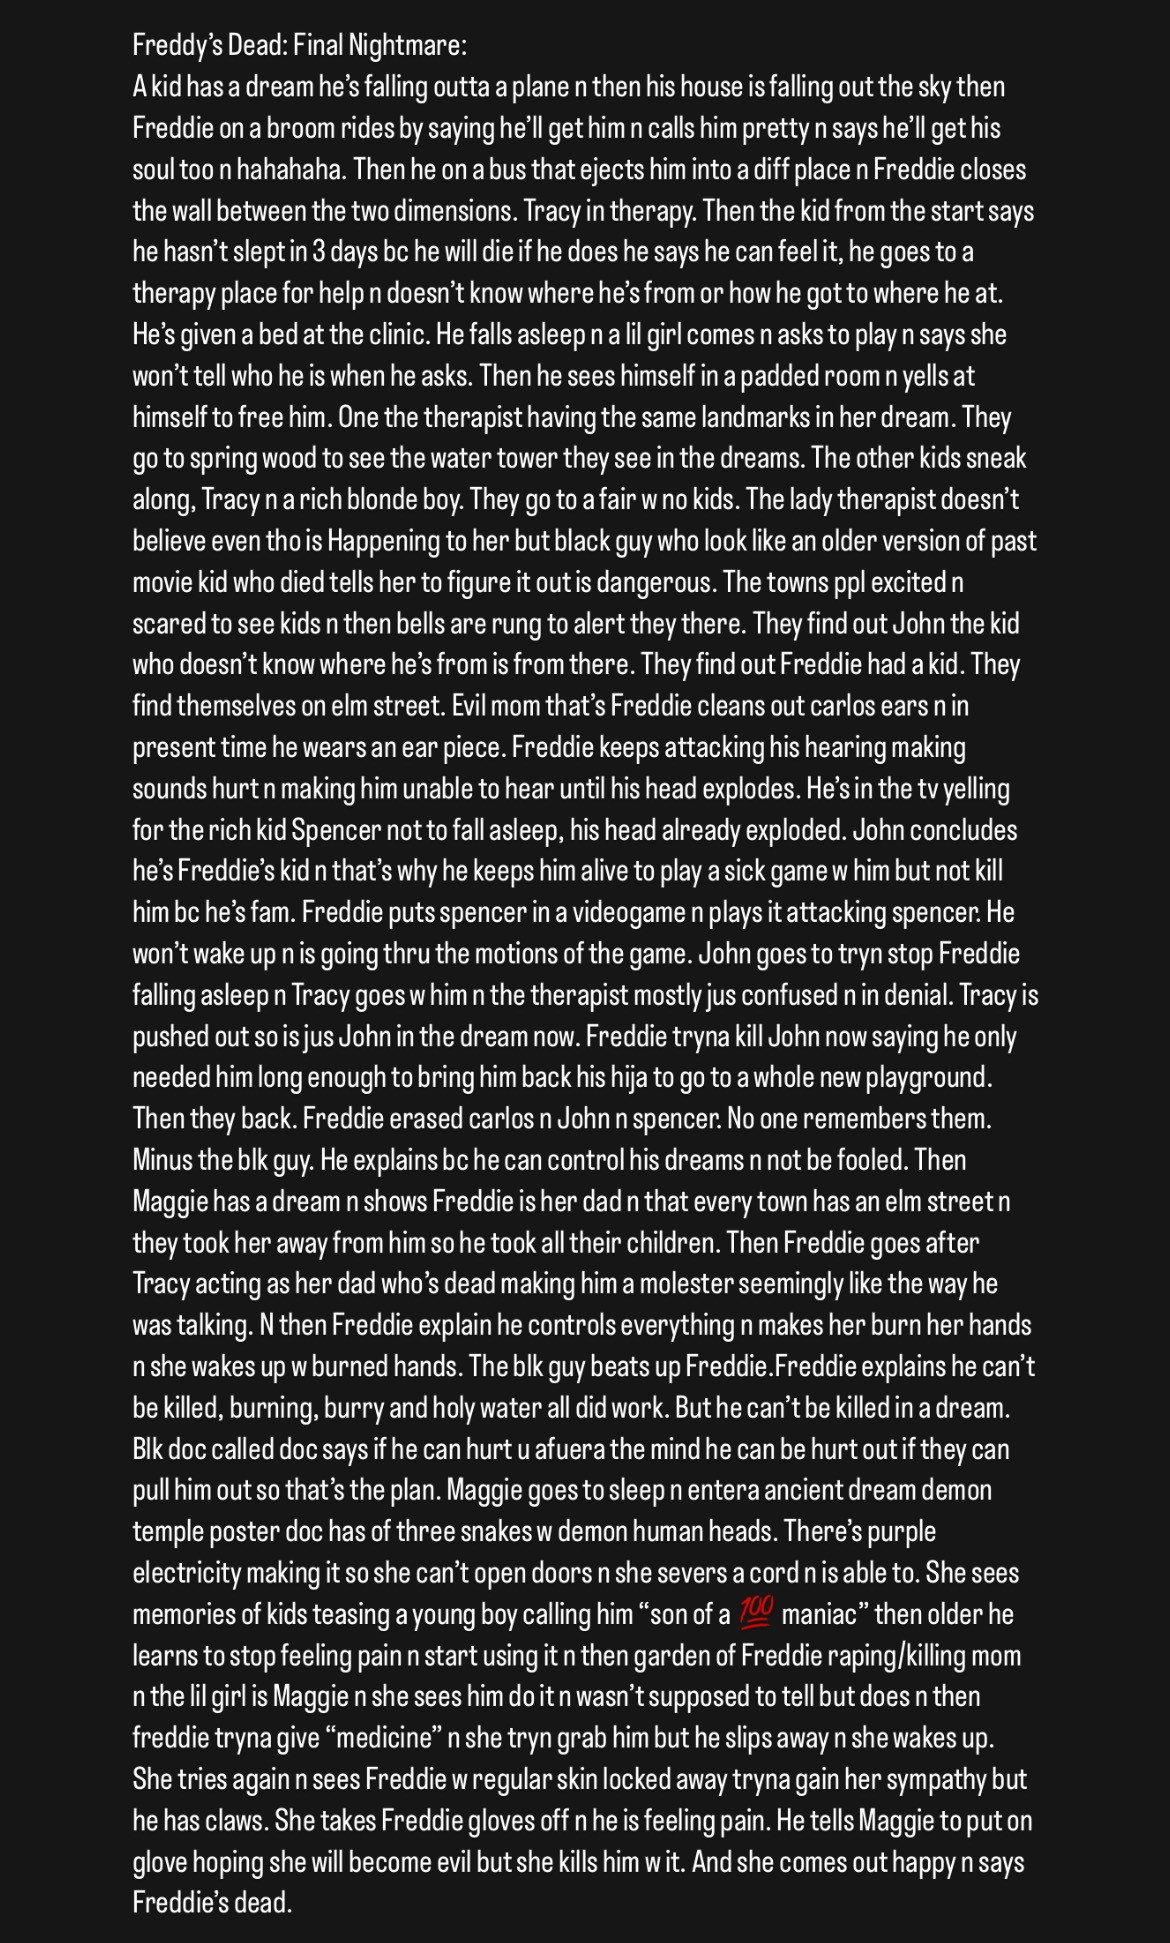 Freddy’s Dead: Final Nightmare:
A kid has a dream he’s falling outta a plane n then his house is falling out the sky then
Freddie on a broom rides by saying he’ll get him n calls him pretty n says he’ll get his
soul too n hahahaha. Then he on a bus that ejects him into a diff place n Freddie closes
the wall between the two dimensions. Tracy in therapy. Then the kid from the start says
he hasn’t slept in 3 days bc he will die if he does he says he can feel it, he goes to a
therapy place for help n doesn’t know where he’s from or how he got to where he at.
He’s given a bed at the clinic. He falls asleep n a lil girl comes n asks to play n says she
won’t tell who he is when he asks. Then he sees himself in a padded room n yells at
himself to free him. One the therapist having the same landmarks in her dream. They
go to spring wood to see the water tower they see in the dreams. The other kids sneak
along, Tracy n a rich blonde boy. They go to a fair w no kids. The lady therapist doesn’t
believe even tho is Happening to her but black guy who look like an older version of past
movie kid who died tells her to figure it out is dangerous. The towns ppl excited n
scared to see kids n then bells are rung to alert they there. They find out John the kid
who doesn’t know where he’s from is from there. They find out Freddie had a kid. They
find themselves on elm street. Evil mom that’s Freddie cleans out carlos ears n in
present time he wears an ear piece. Freddie keeps attacking his hearing making
sounds hurt n making him unable to hear until his head explodes. He’s in the tv yelling
for the rich kid Spencer not to fall asleep, his head already exploded. John concludes
he’s Freddie’s kid n that’s why he keeps him alive to play a sick game w him but not kill
him bc he’s fam. Freddie puts spencer in a videogame n plays it attacking spencer. He
won’t wake up n is going thru the motions of the game. John goes to tryn stop Freddie
falling asleep n Tracy goes w him n the therapist mostly jus confused n in denial. Tracy is
pushed out so is jus John in the dream now. Freddie tryna kill John now saying he only
needed him long enough to bring him back his hija to go to a whole new playground.
Then they back. Freddie erased carlos n John n spencer. No one remembers them.
Minus the blk guy. He explains bc he can control his dreams n not be fooled. Then
Maggie has a dream n shows Freddie is her dad n that every town has an elm street n
they took her away from him so he took all their children. Then Freddie goes after
Tracy acting as her dad who’s dead making him a molester seemingly like the way he
was talking. N then Freddie explain he controls everything n makes her burn her hands
n she wakes up w burned hands. The blk guy beats up Freddie.Freddie explains he can’t
be killed, burning, burry and holy water all did work. But he can’t be killed in a dream.
Blk doc called doc says if he can hurt u afuera the mind he can be hurt out if they can
pull him out so that’s the plan. Maggie goes to sleep n entera ancient dream demon
temple poster doc has of three snakes w demon human heads. There’s purple
electricity making it so she can’t open doors n she severs a cord n is able to. She sees
memories of kids teasing a young boy calling him “son of a 💯 maniac” then older he
learns to stop feeling pain n start using it n then garden of Freddie raping/killing mom
n the lil girl is Maggie n she sees him do it n wasn’t supposed to tell but does n then
freddie tryna give “medicine” n she tryn grab him but he slips away n she wakes up.
She tries again n sees Freddie w regular skin locked away tryna gain her sympathy but
he has claws. She takes Freddie gloves off n he is feeling pain. He tells Maggie to put on
glove hoping she will become evil but she kills him w it. And she comes out happy n says
Freddie’s dead.